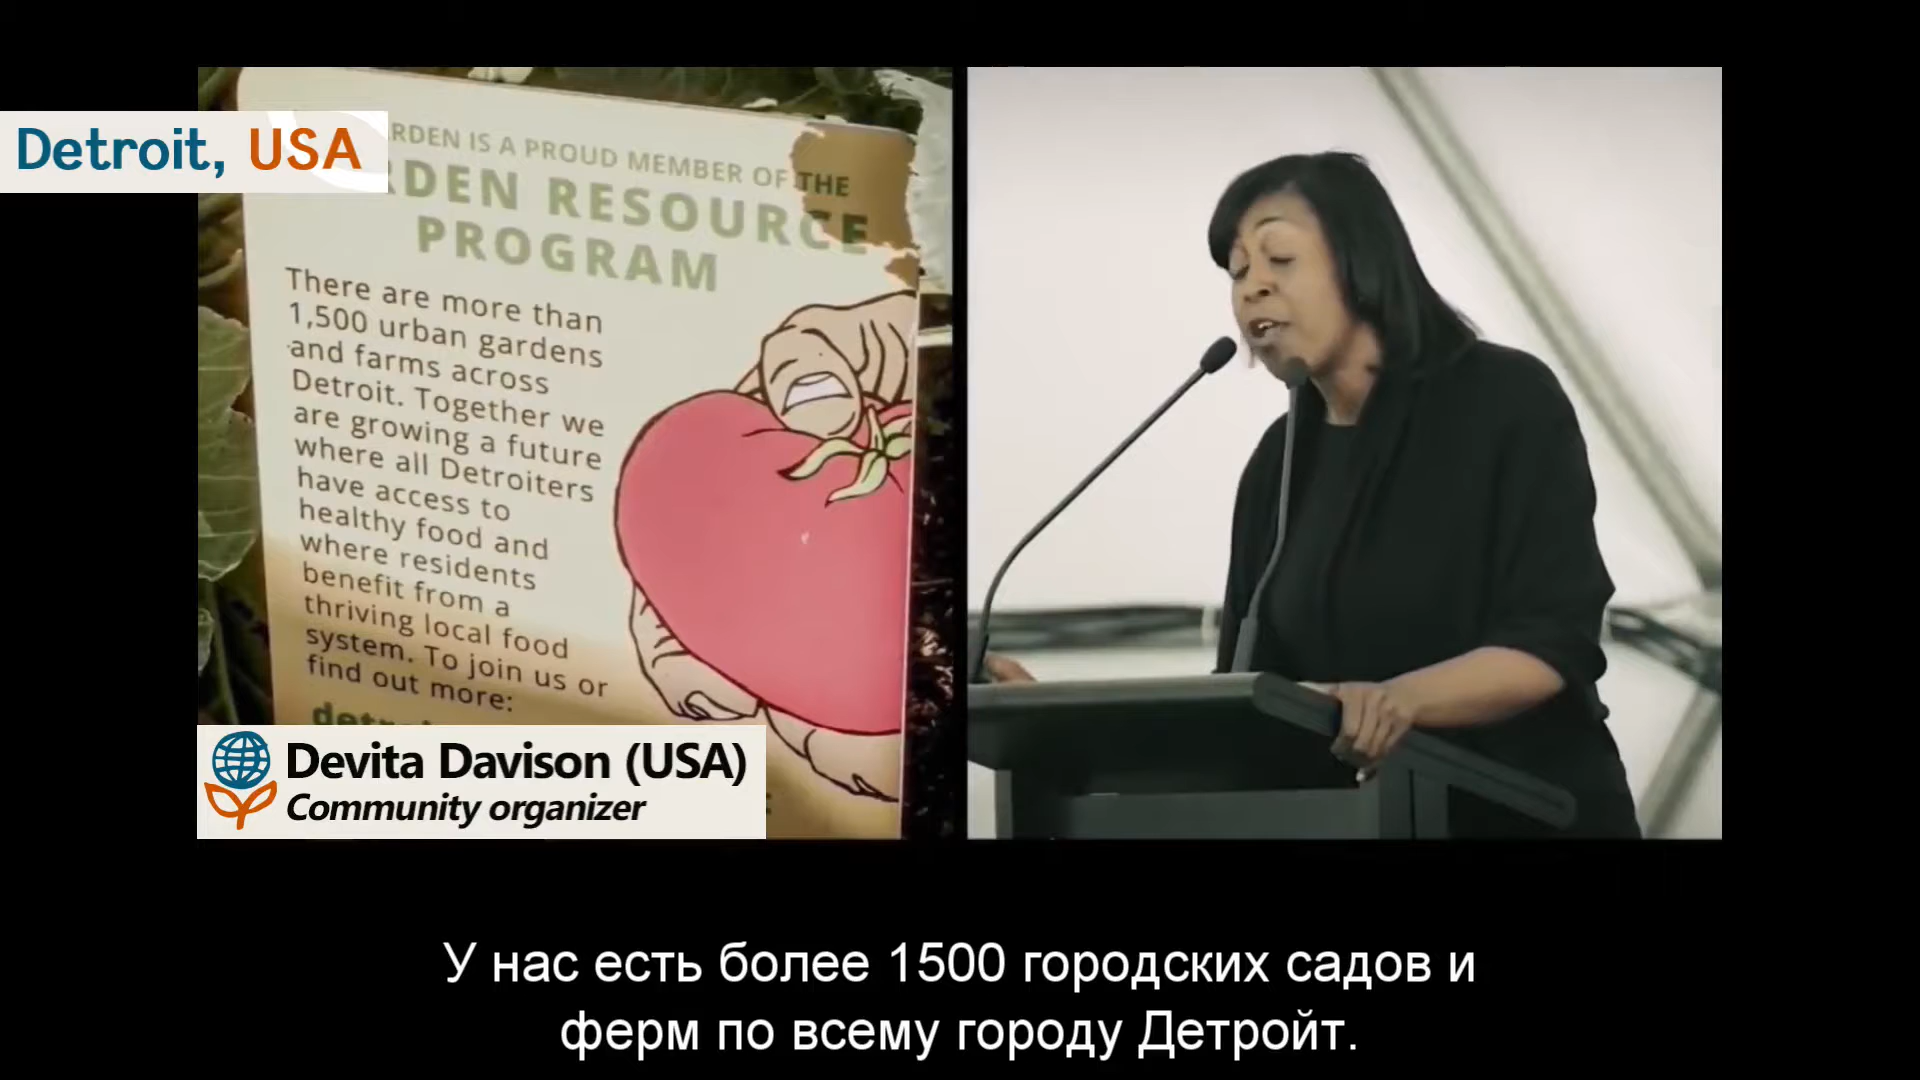 Detroit, USA
IS A PROUD MEMBER OF THE
RESOURCE
PROGRAM
There are more than
1,500 urban gardens
and farms across
Detroit. Together we
are growing a future
where all Detroiters
have access to
healthy food and
where residents
benefit from a
thriving local food
system. To join us or
find out more:
Devita Davison (USA)
Community organizer
У нас есть более 1500 городских садов и
ферм по всему городу Детройт.